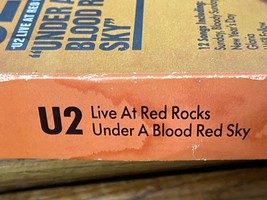 'U2 LIVE AT RED
"UNDER A
BLOOD RE
SKY"
12 Songs Including:
Sunday, Bloody Sunday
New Year's Day
Gloria
U2 Live At Red Rocks
Under A Blood Red Sky